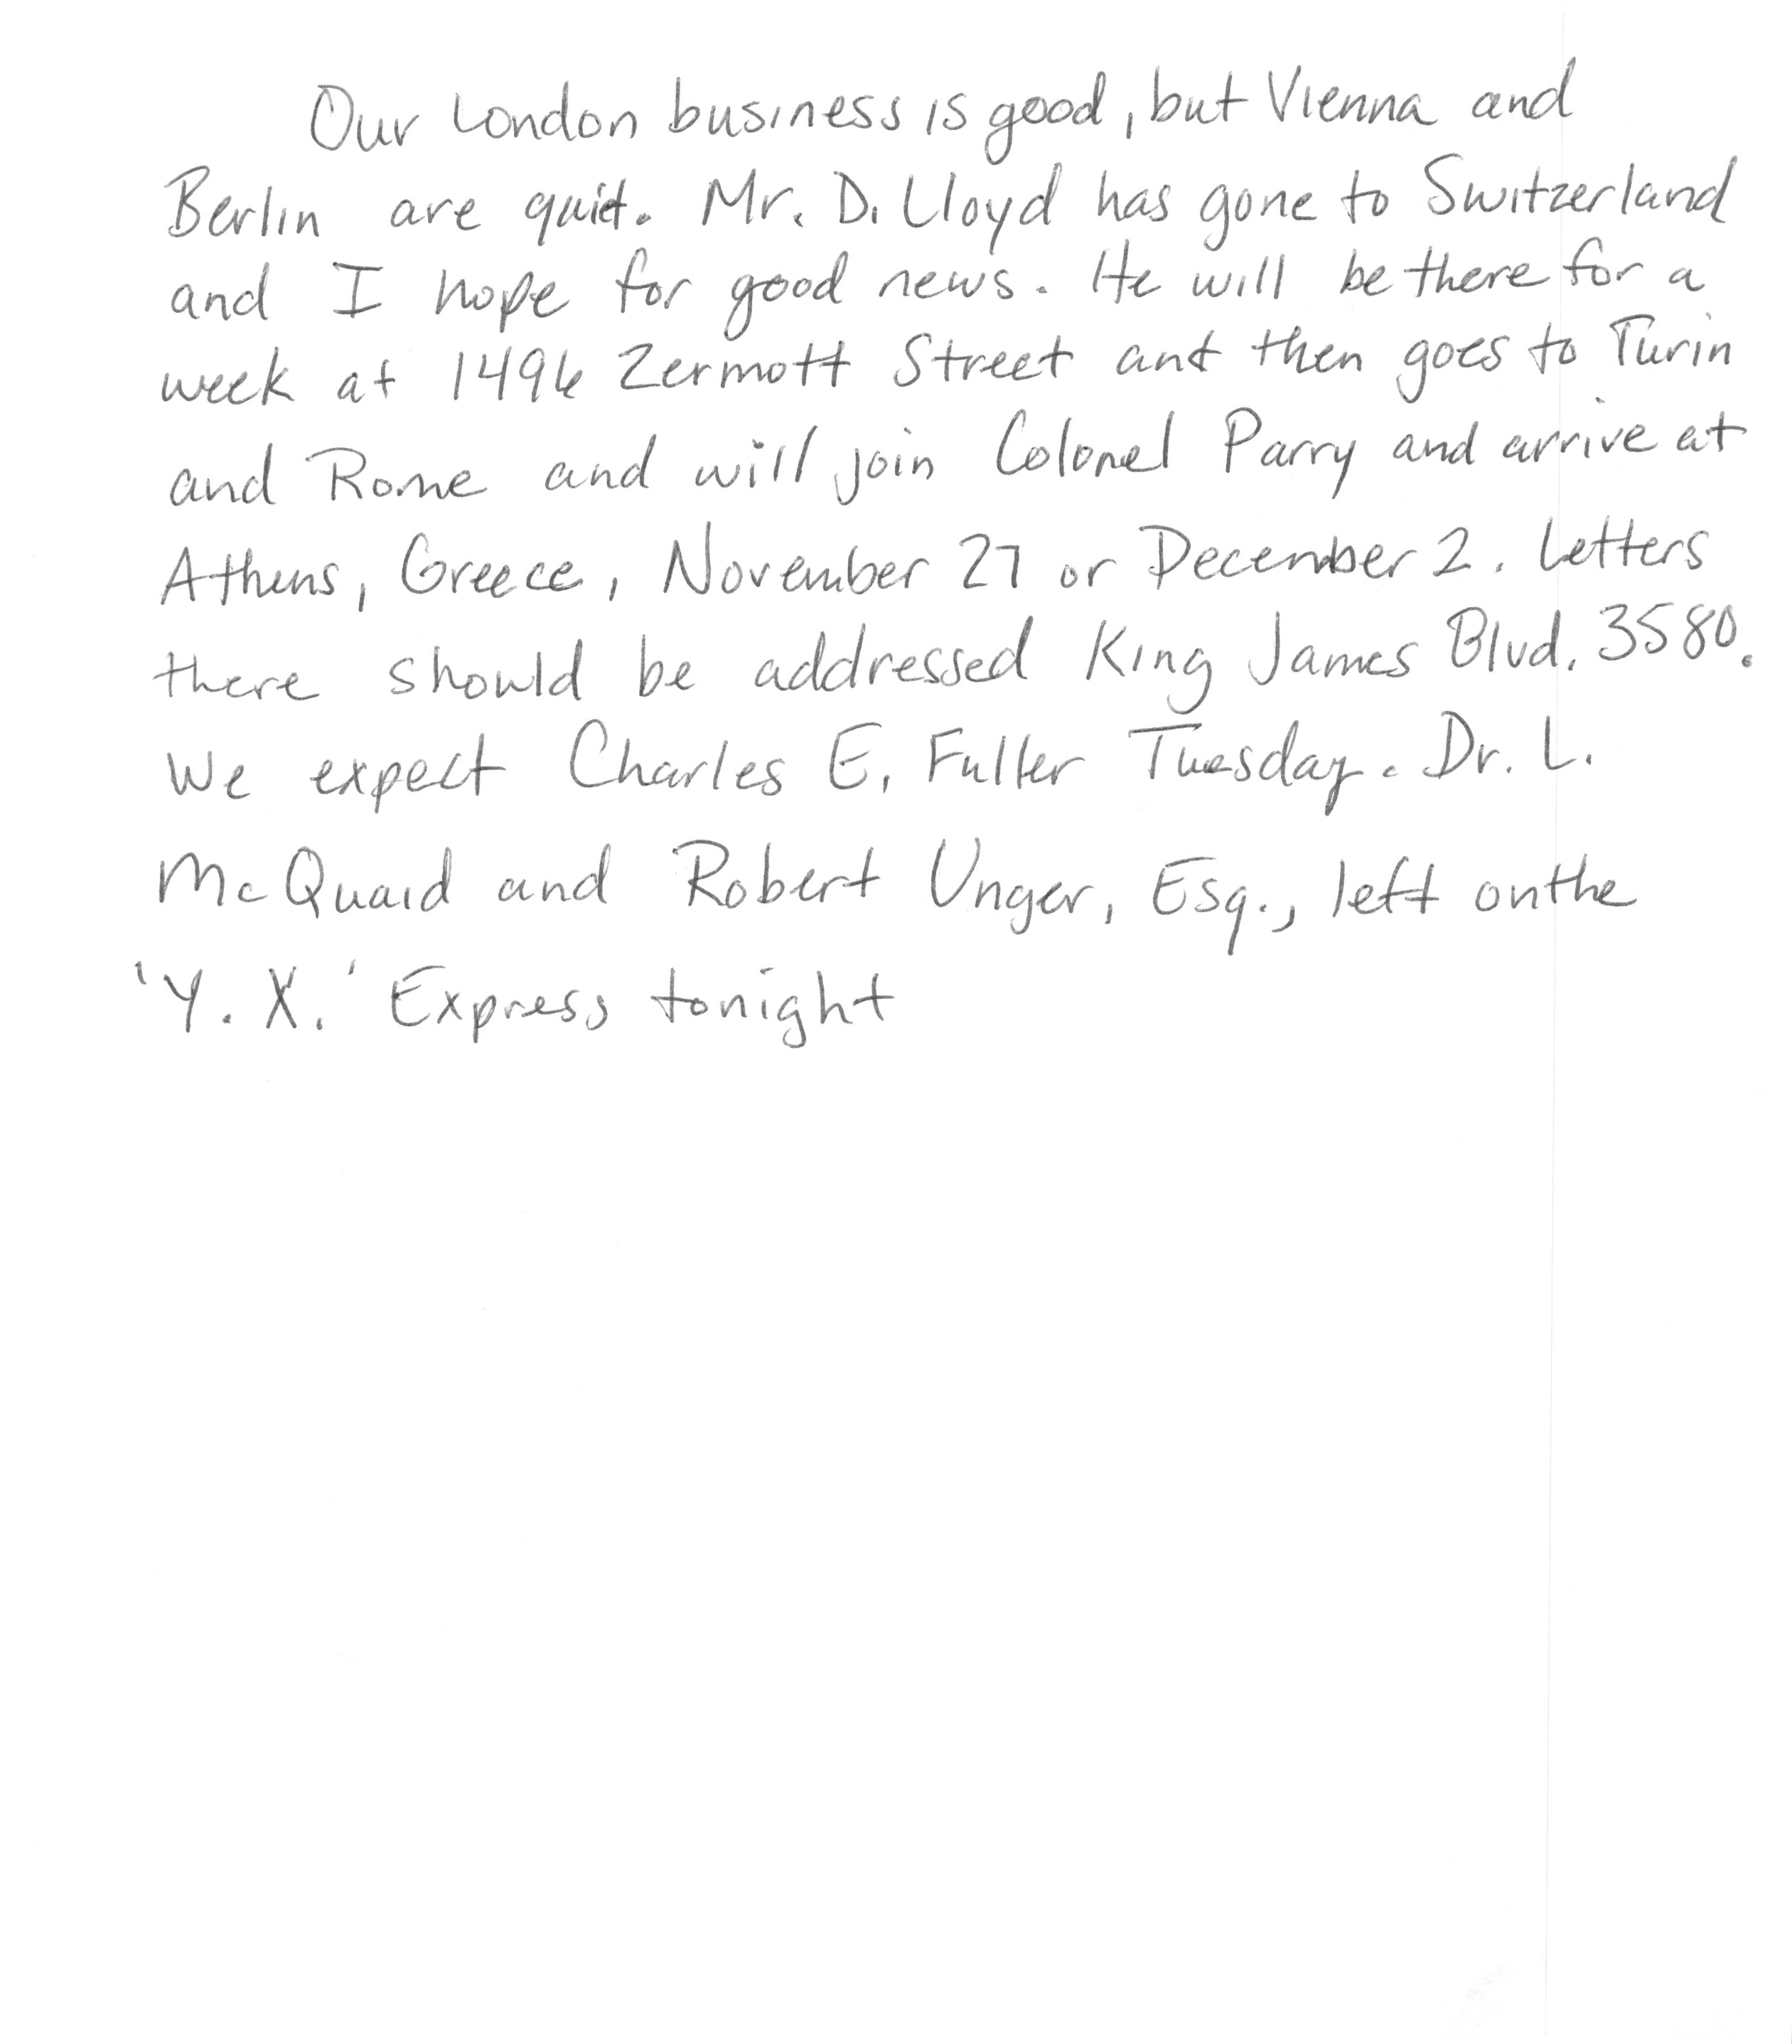 Our London business is good, but Vienna and
Berlin are quiet. Mr. D. Lloyd has gone to Switzerland
and I hope for good news. He will be there for a
week at 1496 Zermott Street ant then goes to Turin
and Rome and will join Colonel Parry and arrive at
Athens, Greece, November 27 or December 2. Letters
there should be addressed King James Blvd. 3580.
We expect Charles E. Fuller Tuesday. Dr. L.
McQuaid and Robert Unger, Esq., left on the
'Y. X.' Express tonight